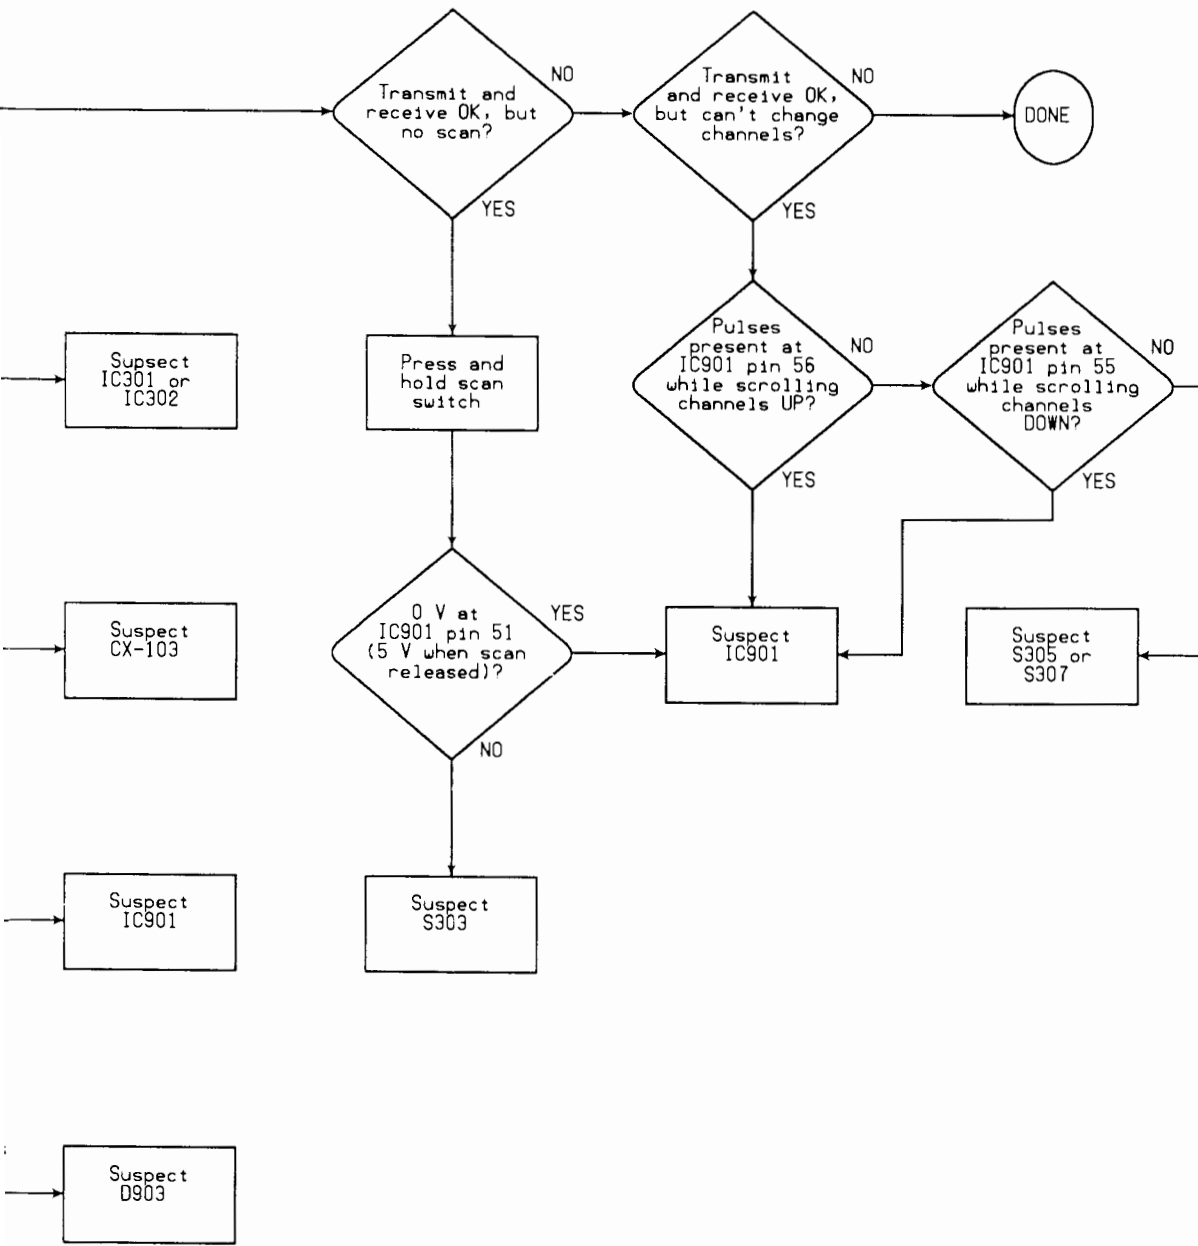 Transmit and
receive OK, but
no scan?
NO
YES
Transmit
and receive OK,
but can't change
channels?
NO
YES
DONE
Supsect
IC301 or
IC302
Press and
hold scan
switch
Pulses
present at
IC901 pin 56
while scrolling
channels UP?
NO
YES
Pulses
present at
IC901 pin 55
while scrolling
channels
DOWN?
NO
YES
Suspect
CX-103
0 V at
IC901 pin 51
(5 V when scan
released)?
YES
NO
Suspect
IC901
Suspect
S305 or
S307
Suspect
IC901
Suspect
S303
Suspect
D903